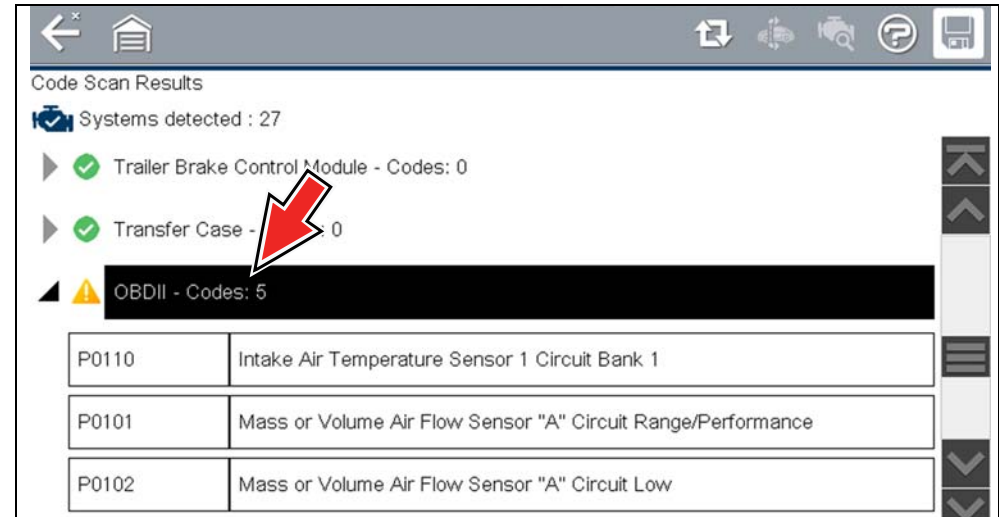 Code Scan Results
Systems detected : 27
Trailer Brake Control Module - Codes: 0
Transfer Case - : 0
OBDII - Codes: 5
P0110 Intake Air Temperature Sensor 1 Circuit Bank 1
P0101 Mass or Volume Air Flow Sensor "A" Circuit Range/Performance
P0102 Mass or Volume Air Flow Sensor "A" Circuit Low